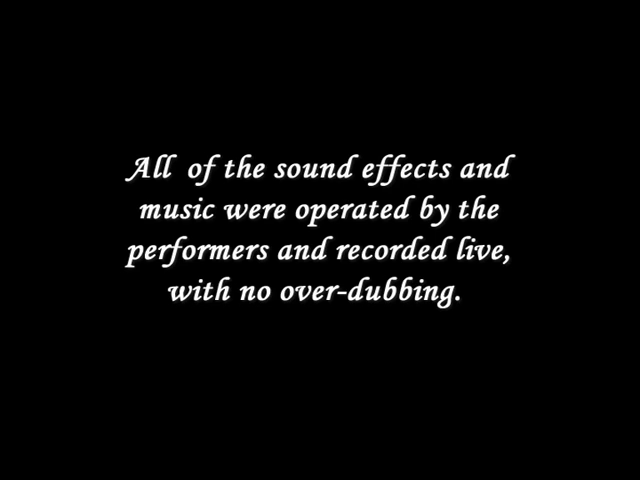 All of the sound effects and
music were operated by the
performers and recorded live,
with no over-dubbing.